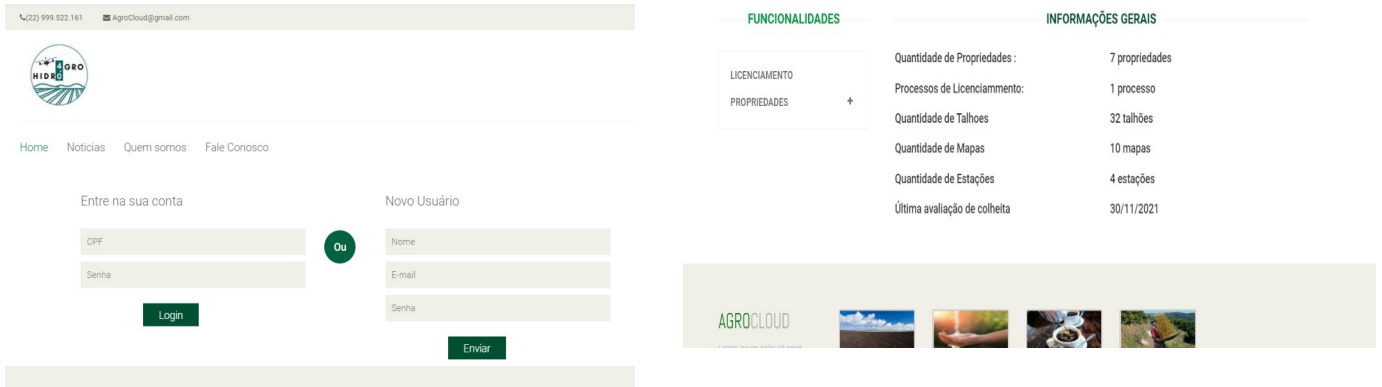 (22) 999.522.161 AgroCloud@gmail.com
HIDRO 4.0 AGRO
Home Noticias Quem somos Fale Conosco
Entre na sua conta
CPF
Senha
Login
Ou
Novo Usuário
Nome
E-mail
Senha
Enviar
FUNCIONALIDADES
LICENCIAMENTO
PROPRIEDADES +
INFORMAÇÕES GERAIS
Quantidade de Propriedades : 7 propriedades
Processos de Licenciammento: 1 processo
Quantidade de Talhoes 32 talhões
Quantidade de Mapas 10 mapas
Quantidade de Estações 4 estações
Última avaliação de colheita 30/11/2021
AGROCLOUD